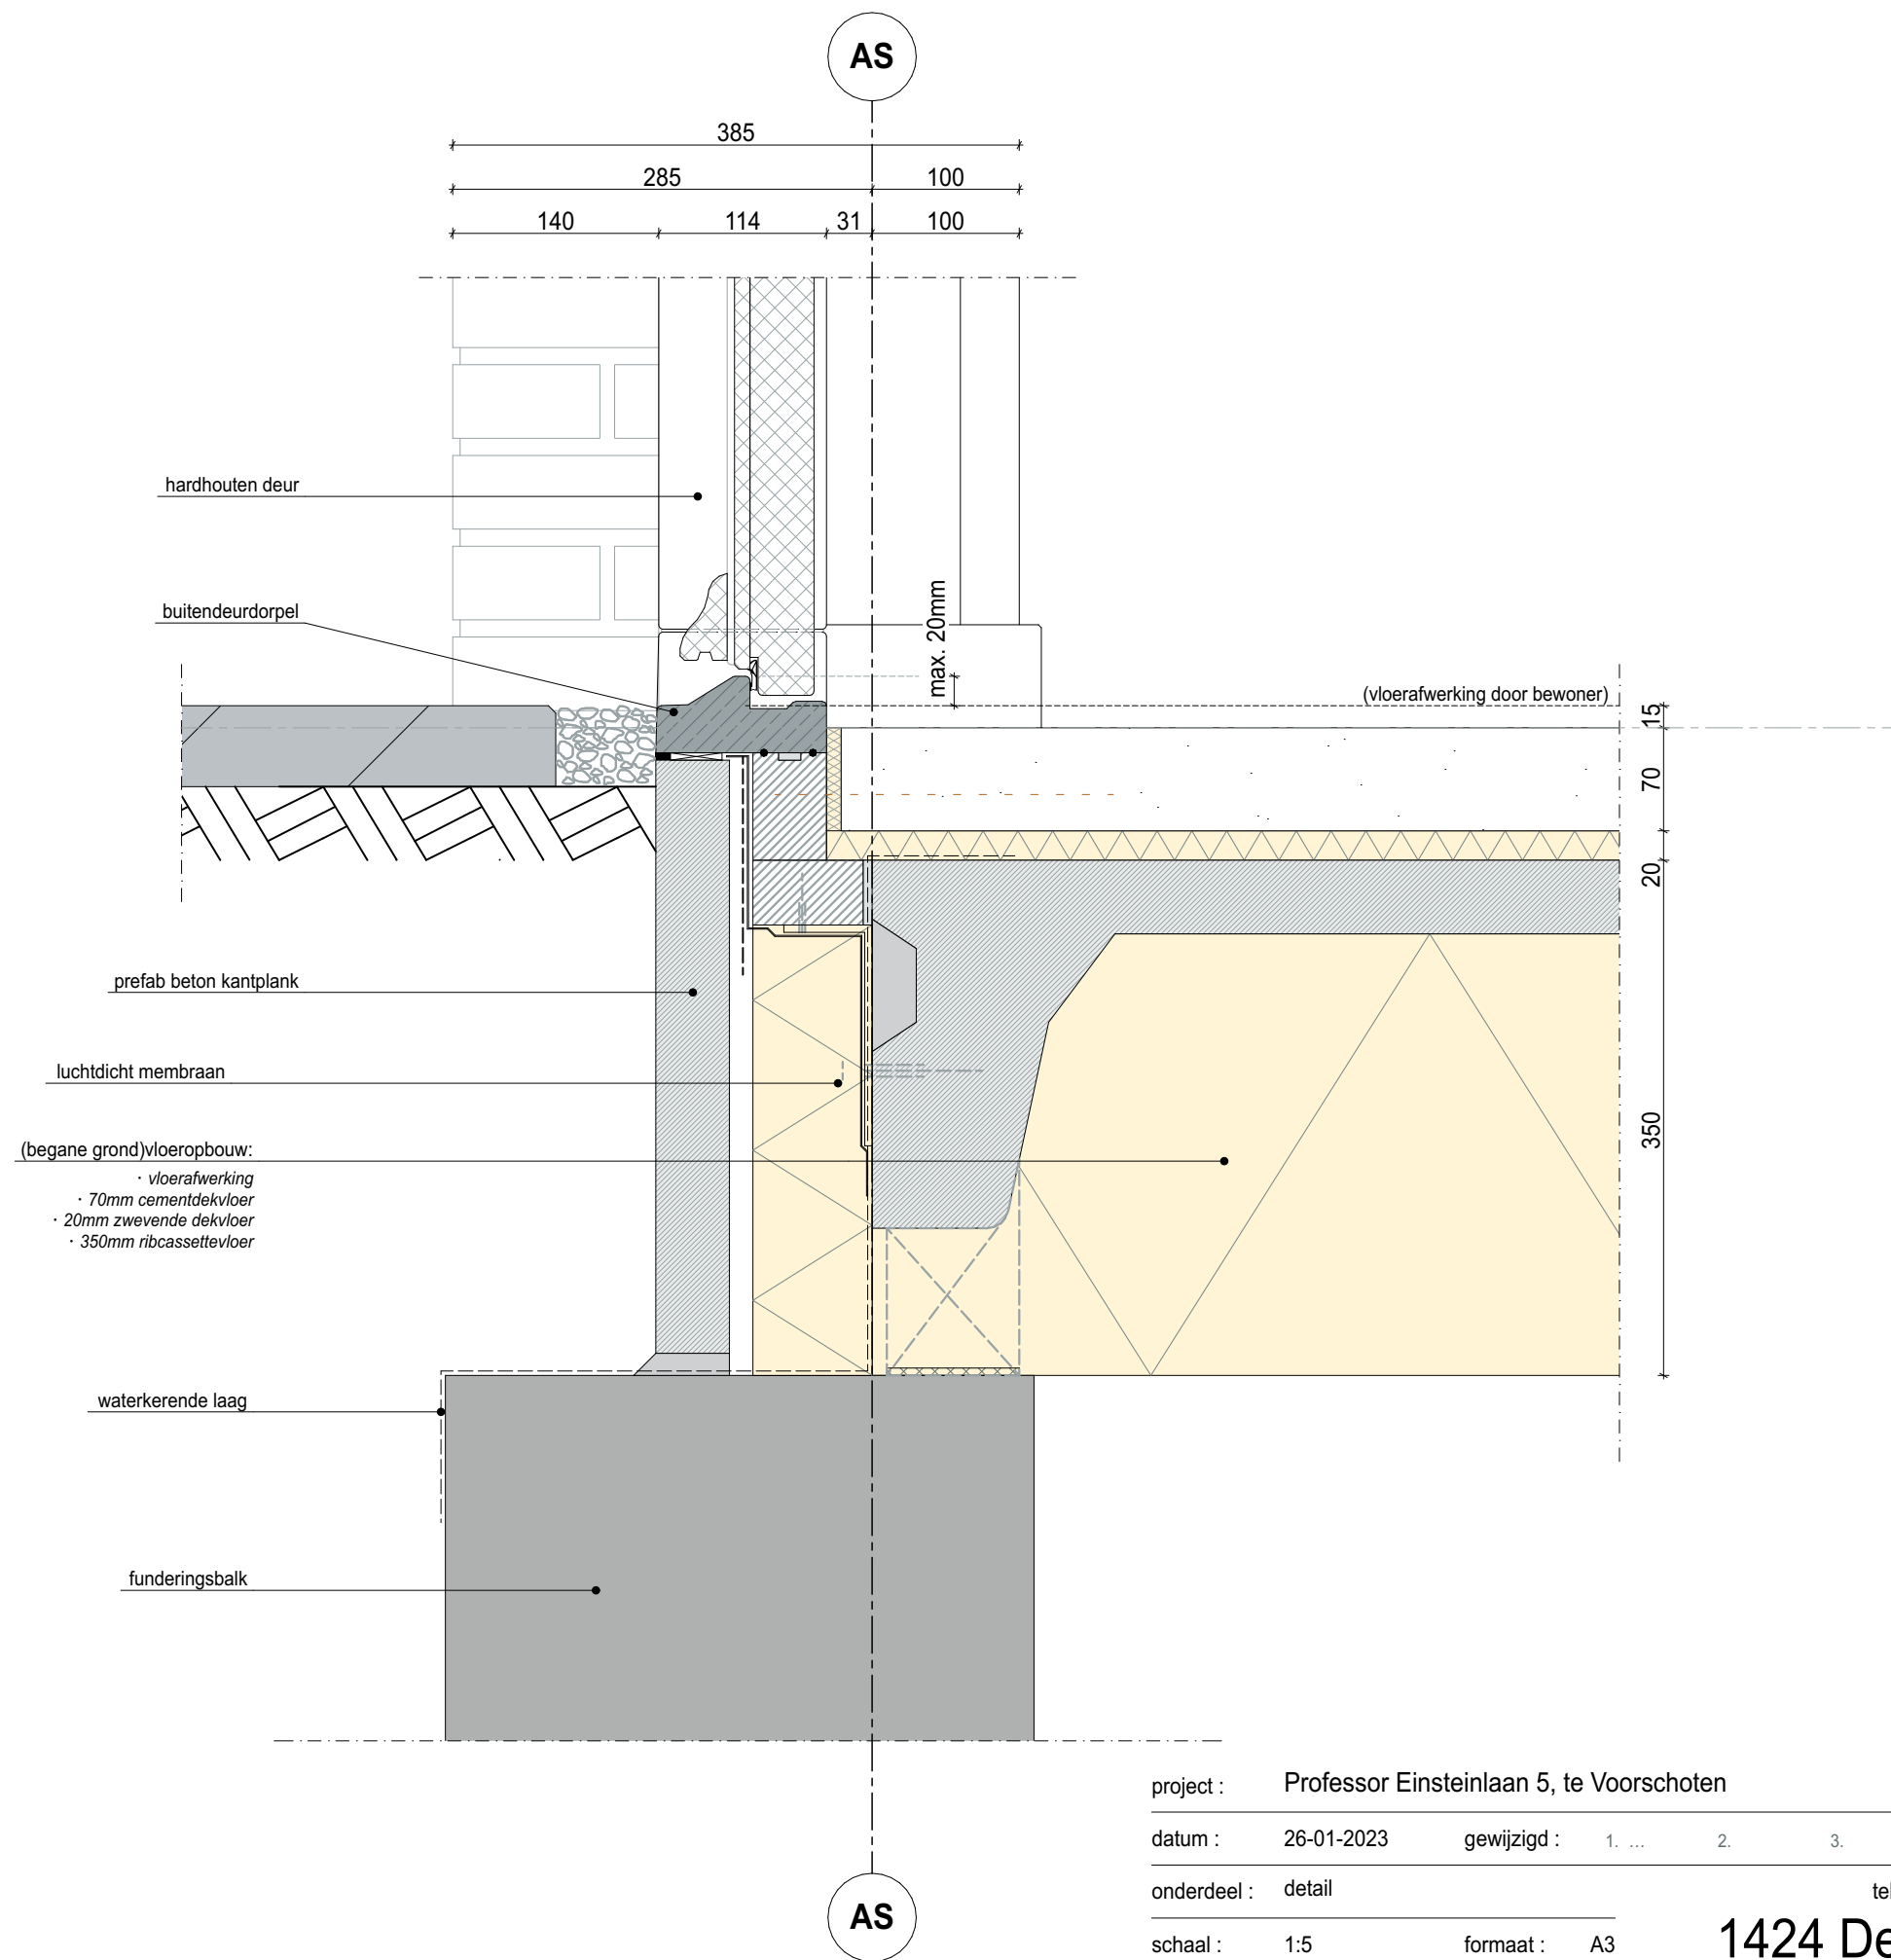 AS
385
285 100
140 114 31 100
hardhouten deur
max. 20mm
buitendeurdorpel
(vloerafwerking door bewoner)
15
70
20
350
prefab beton kantplank
luchtdicht membraan
(begane grond)vloeropbouw:
· vloerafwerking
· 70mm cementdekvloer
· 20mm zwevende dekvloer
· 350mm ribcassettevloer
waterkerende laag
funderingsbalk
AS
project : Professor Einsteinlaan 5, te Voorschoten
datum : 26-01-2023 gewijzigd : 1. ... 2. 3.
onderdeel : detail
schaal : 1:5 formaat : A3
1424